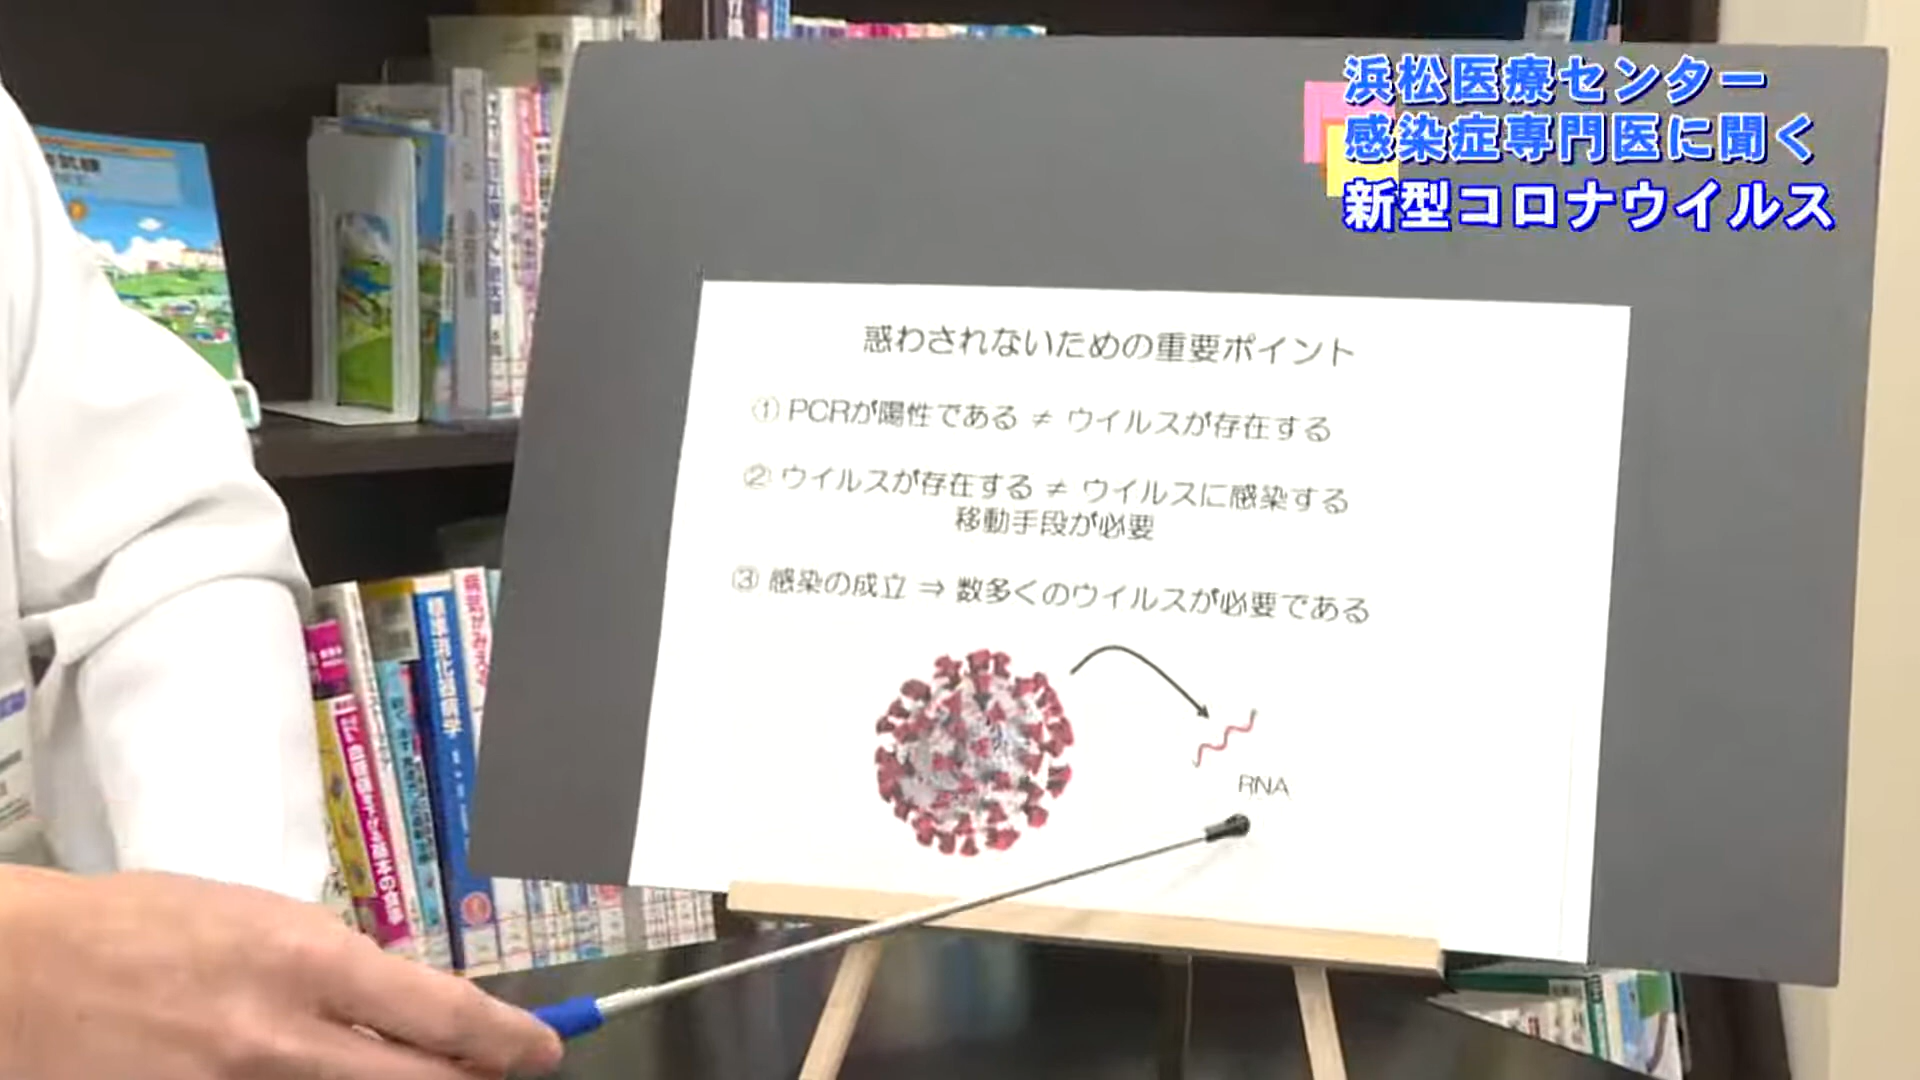 浜松医療センター
感染症専門医に聞く
新型コロナウイルス
惑わされないための重要ポイント
① PCRが陽性である ≠ ウイルスが存在する
② ウイルスが存在する ≠ ウイルスに感染する
移動手段が必要
③ 感染の成立 ⇒ 数多くのウイルスが必要である
RNA